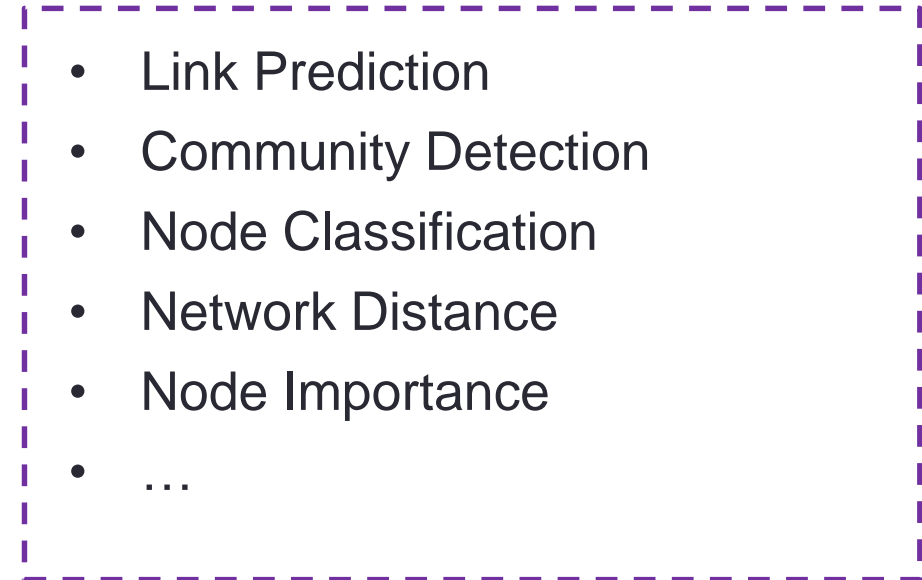 • Link Prediction
• Community Detection
• Node Classification
• Network Distance
• Node Importance
• …